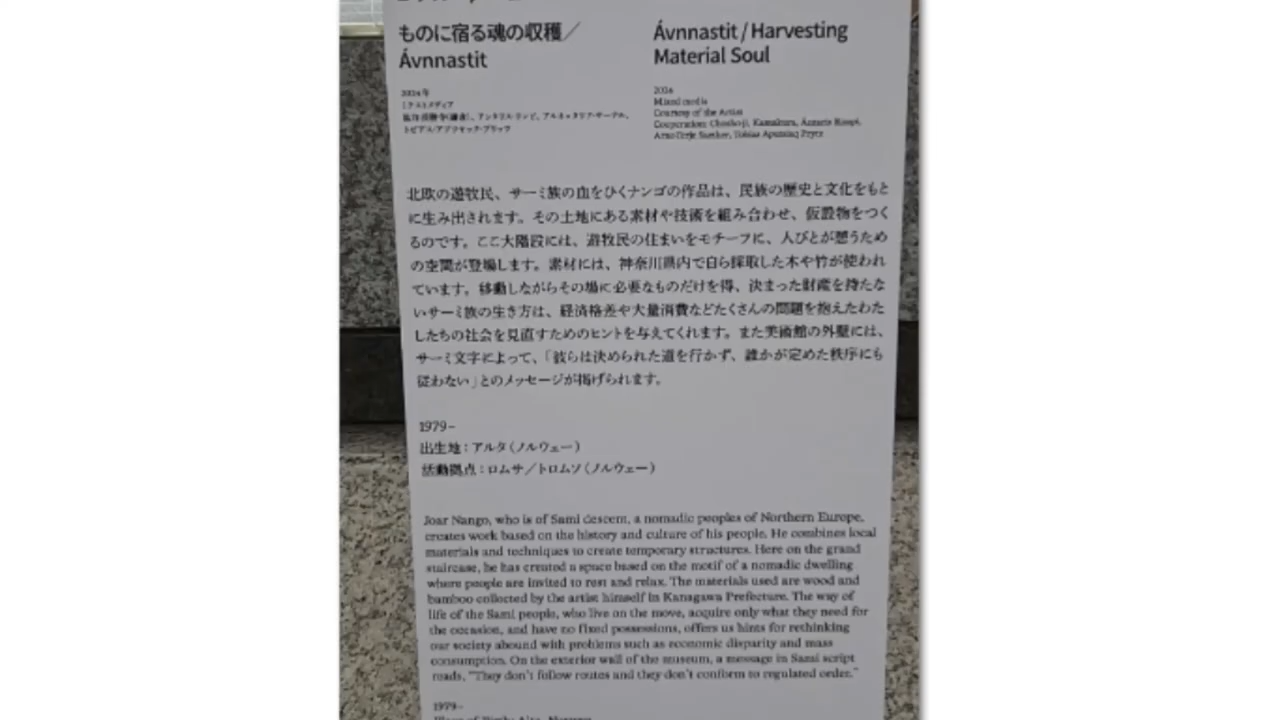 ものに宿る魂の収穫／
Ávnnastit
2024年
ミクストメディア
Ávnnastit / Harvesting
Material Soul
2024
Mixed media
Courtesy of the Artist
Cooperation: Kamakura,
北欧の遊牧民、サーミ族の血をひくナンゴの作品は、民族の歴史と文化をもと
に生み出されます。その土地にある素材や技術を組み合わせ、仮設物をつく
るのです。ここ大階段には、遊牧民の住まいをモチーフに、人びとが憩うため
の空間が登場します。素材には、神奈川県内で自ら採取した木や竹が使われ
ています。移動しながらその場に必要なものだけを得、決まった財産を持たな
いサーミ族の生き方は、経済格差や大量消費などたくさんの問題を抱えたわた
したちの社会を見直すためのヒントを与えてくれます。また美術館の外壁には、
サーミ文字によって、「彼らは決められた道を行かず、誰かが定めた秩序にも
従わない」とのメッセージが掲げられます。
1979–
出生地：アルタ（ノルウェー）
活動拠点：ロムサ／トロムソ（ノルウェー）
Joar Nango, who is of Sami descent, a nomadic peoples of Northern Europe,
creates work based on the history and culture of his people. He combines local
materials and techniques to create temporary structures. Here on the grand
staircase, he has created a space based on the motif of a nomadic dwelling
where people are invited to rest and relax. The materials used are wood and
bamboo collected by the artist himself in Kanagawa Prefecture. The way of
life of the Sami people, who live on the move, acquire only what they need for
the occasion, and have no fixed possessions, offers us hints for rethinking
our society abound with problems such as economic disparity and mass
consumption. On the exterior wall of the museum, a message in Sami script
reads, “They don’t follow routes and they don’t conform to regulated order.”
1979–